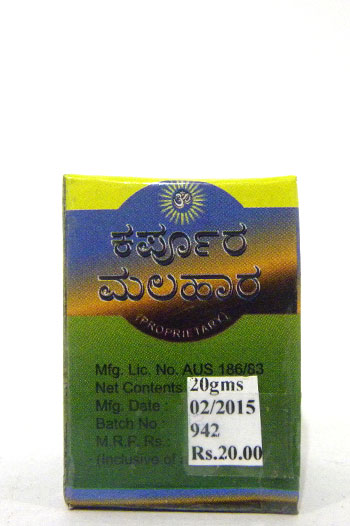 ॐ
ಕರ್ಪೂರ
ಮಲಹಾರ
(PROPRIETARY)
Mfg. Lic. No. AUS 186/83
Net Contents 20gms
Mfg. Date : 02/2015
Batch No 942
M.R.P. Rs.: Rs.20.00
(Inclusive of